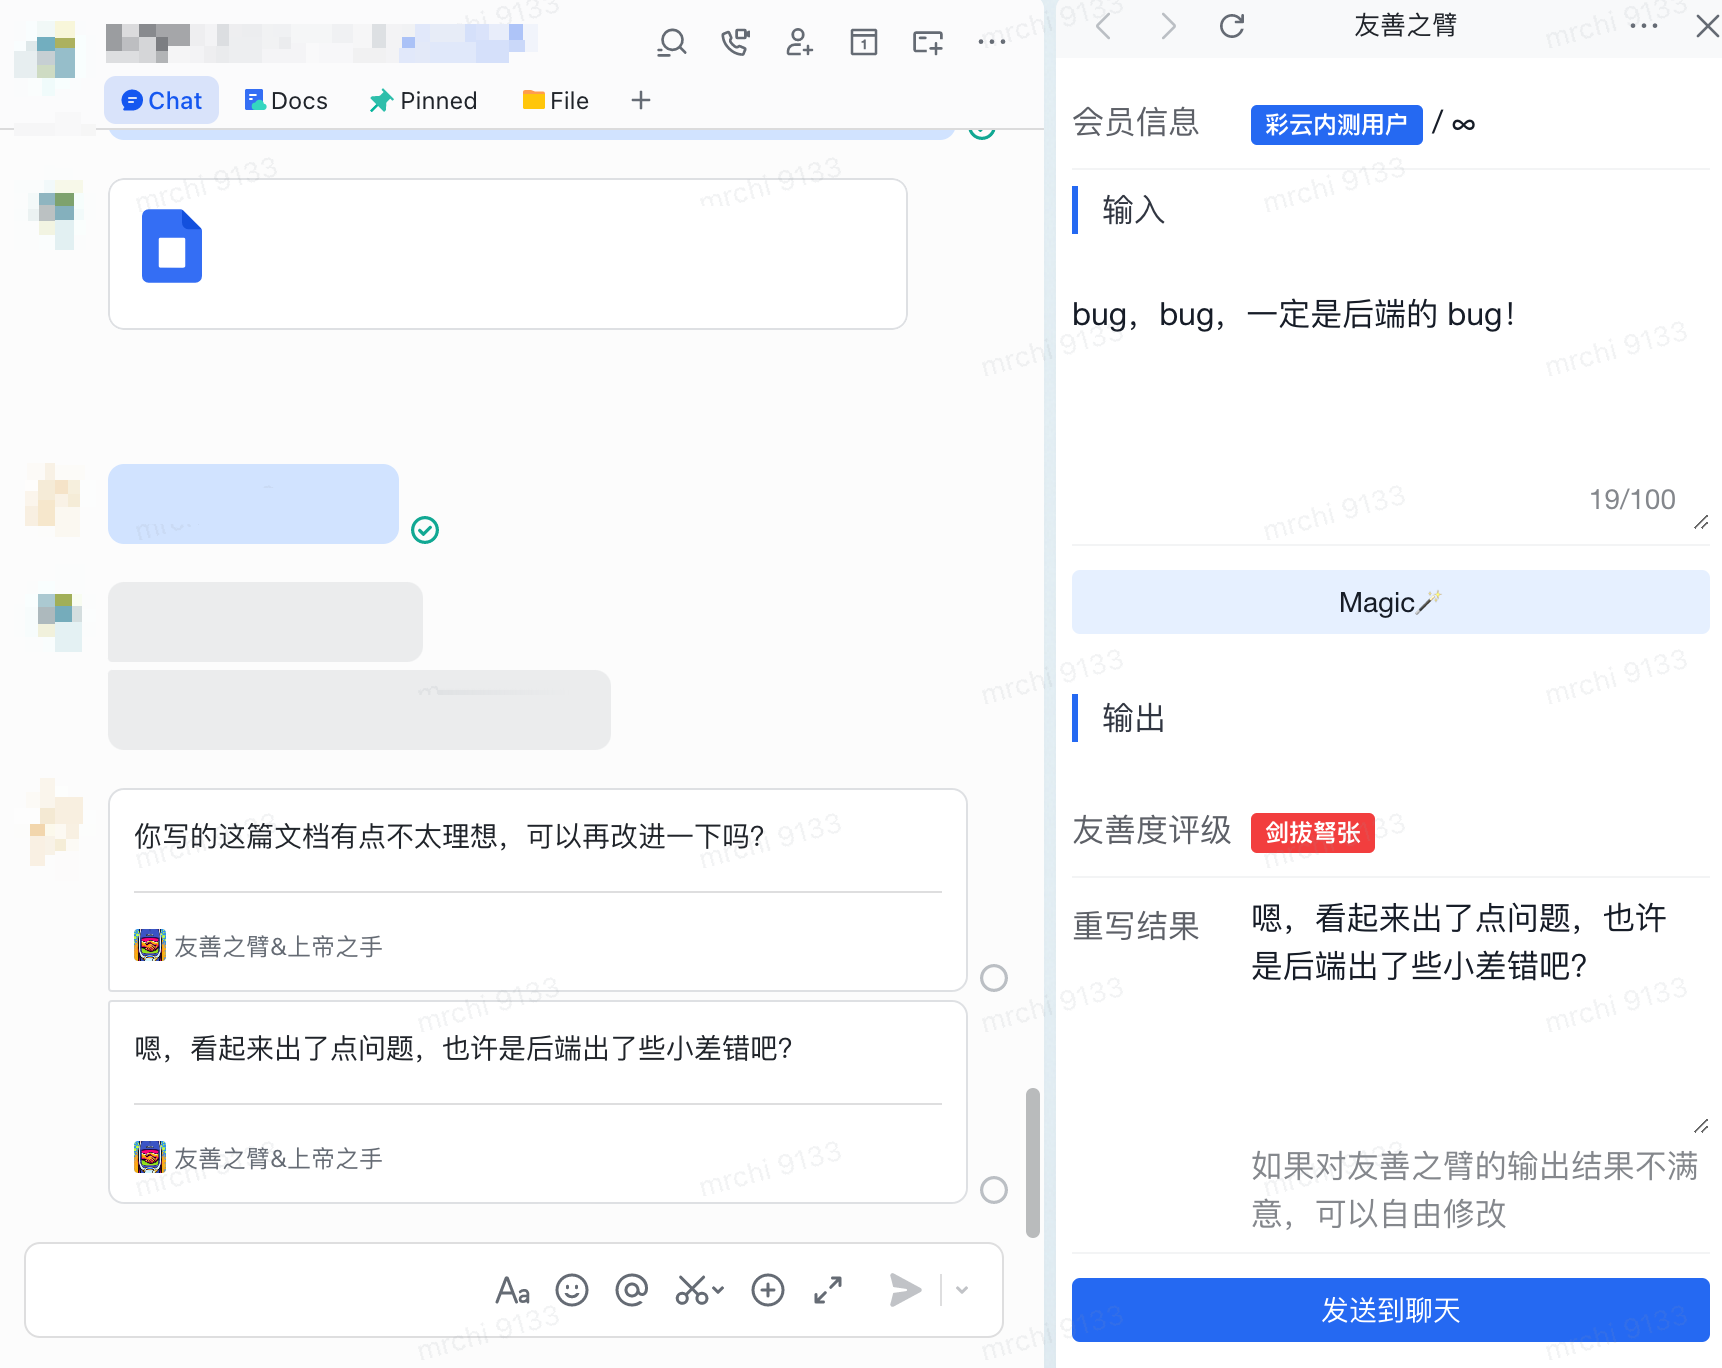 Chat
Docs
Pinned
File
你写的这篇文档有点不太理想，可以再改进一下吗？
友善之臂&上帝之手
嗯，看起来出了点问题，也许是后端出了些小差错吧？
友善之臂&上帝之手
Aa
友善之臂
会员信息
彩云内测用户 / ∞
输入
bug，bug，一定是后端的 bug！
19/100
Magic🪄
输出
友善度评级
剑拔弩张
重写结果
嗯，看起来出了点问题，也许
是后端出了些小差错吧？
如果对友善之臂的输出结果不满
意，可以自由修改
发送到聊天
mrchi 9133